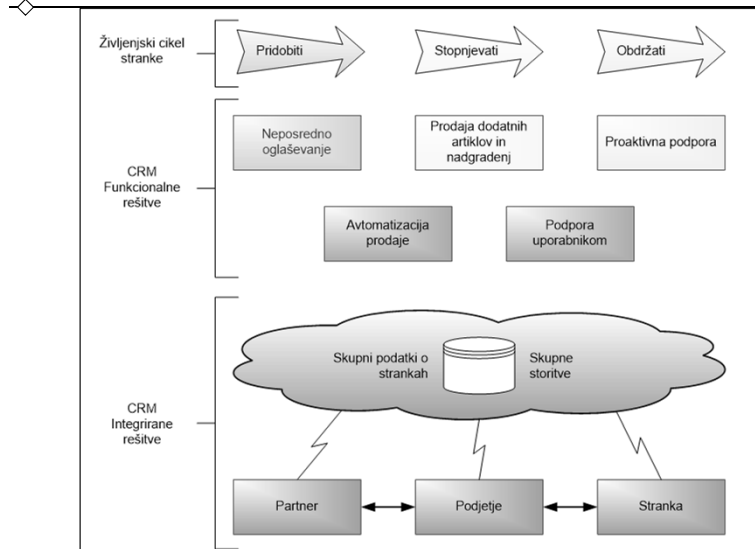 Življenjski cikel
stranke
Pridobiti
Stopnjevati
Obdržati
CRM
Funkcionalne
rešitve
Neposredno
oglaševanje
Prodaja dodatnih
artiklov in
nadgradenj
Proaktivna podpora
Avtomatizacija
prodaje
Podpora
uporabnikom
CRM
Integrirane
rešitve
Skupni podatki o
strankah
Skupne
storitve
Partner
Podjetje
Stranka